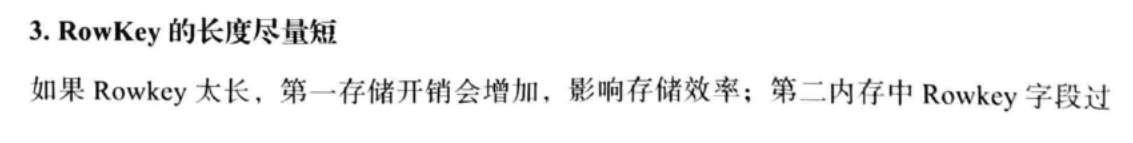 3. RowKey 的长度尽量短
如果 Rowkey 太长，第一存储开销会增加，影响存储效率；第二内存中 Rowkey 字段过